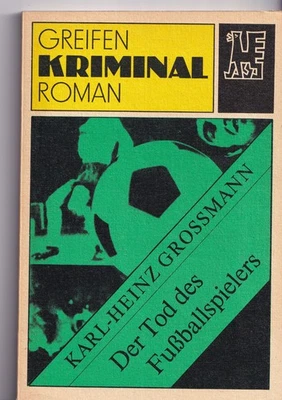 GREIFEN
KRIMINAL
ROMAN
KARL-HEINZ GROSSMANN
Der Tod des
Fußballspielers